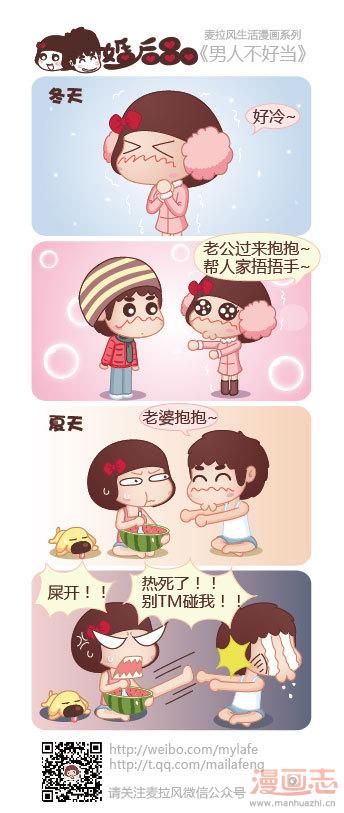 婚后80
麦拉风生活漫画系列
《男人不好当》
冬天
好冷~
老公过来抱抱~
帮人家捂捂手~
夏天
老婆抱抱~
屎开！！
热死了！！
别TM碰我！！
http://weibo.com/mylafe
http://t.qq.com/mailafeng
请关注麦拉风微信公众号
漫画志
www.manhuazhi.cn